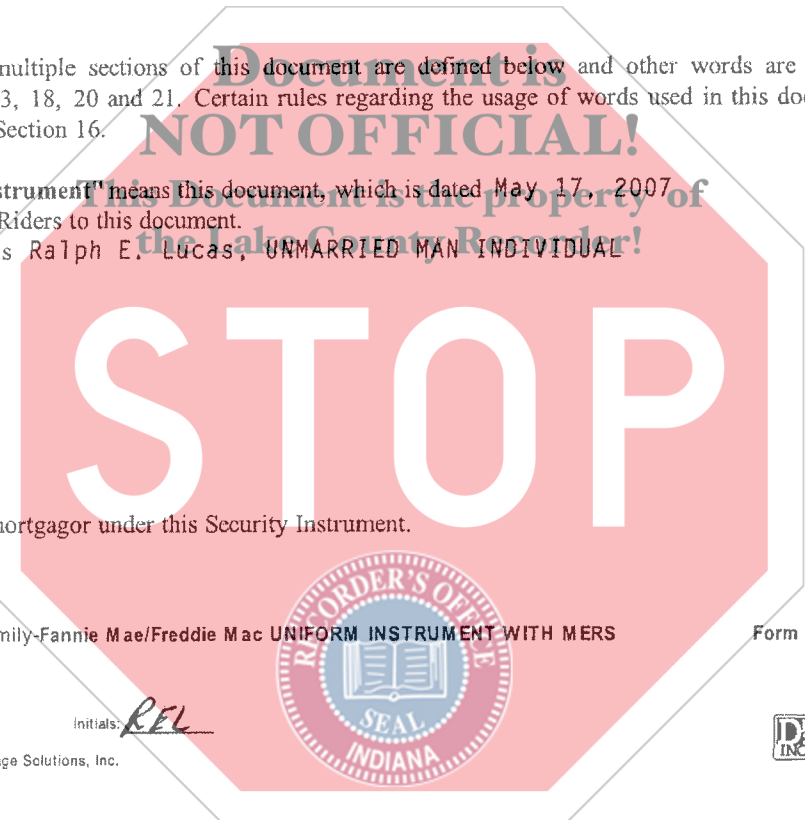 Document is
multiple sections of this document are defined below and other words are
3, 18, 20 and 21. Certain rules regarding the usage of words used in this doc
Section 16.
NOT OFFICIAL!
strument" means this document, which is dated May 17, 2007
This Document is the property of
Riders to this document.
the Lake County Recorder!
s Ralph E. Lucas, UNMARRIED MAN INDIVIDUAL
STOP
mortgagor under this Security Instrument.
RECORDER'S OFFICE
mily-Fannie Mae/Freddie Mac UNIFORM INSTRUMENT WITH MERS Form
Initials: REL
SEAL
INDIANA
ge Solutions, Inc.